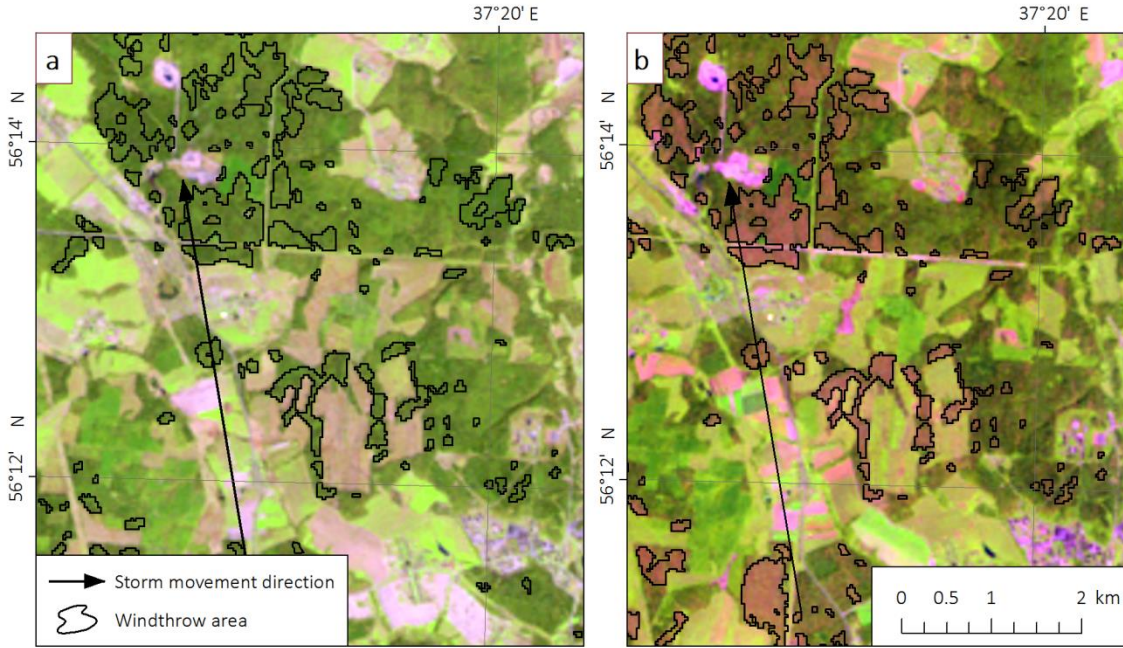 37°20' E
37°20' E
a
b
56°14' N
56°14' N
56°12' N
56°12' N
Storm movement direction
Windthrow area
0 0.5 1 2 km